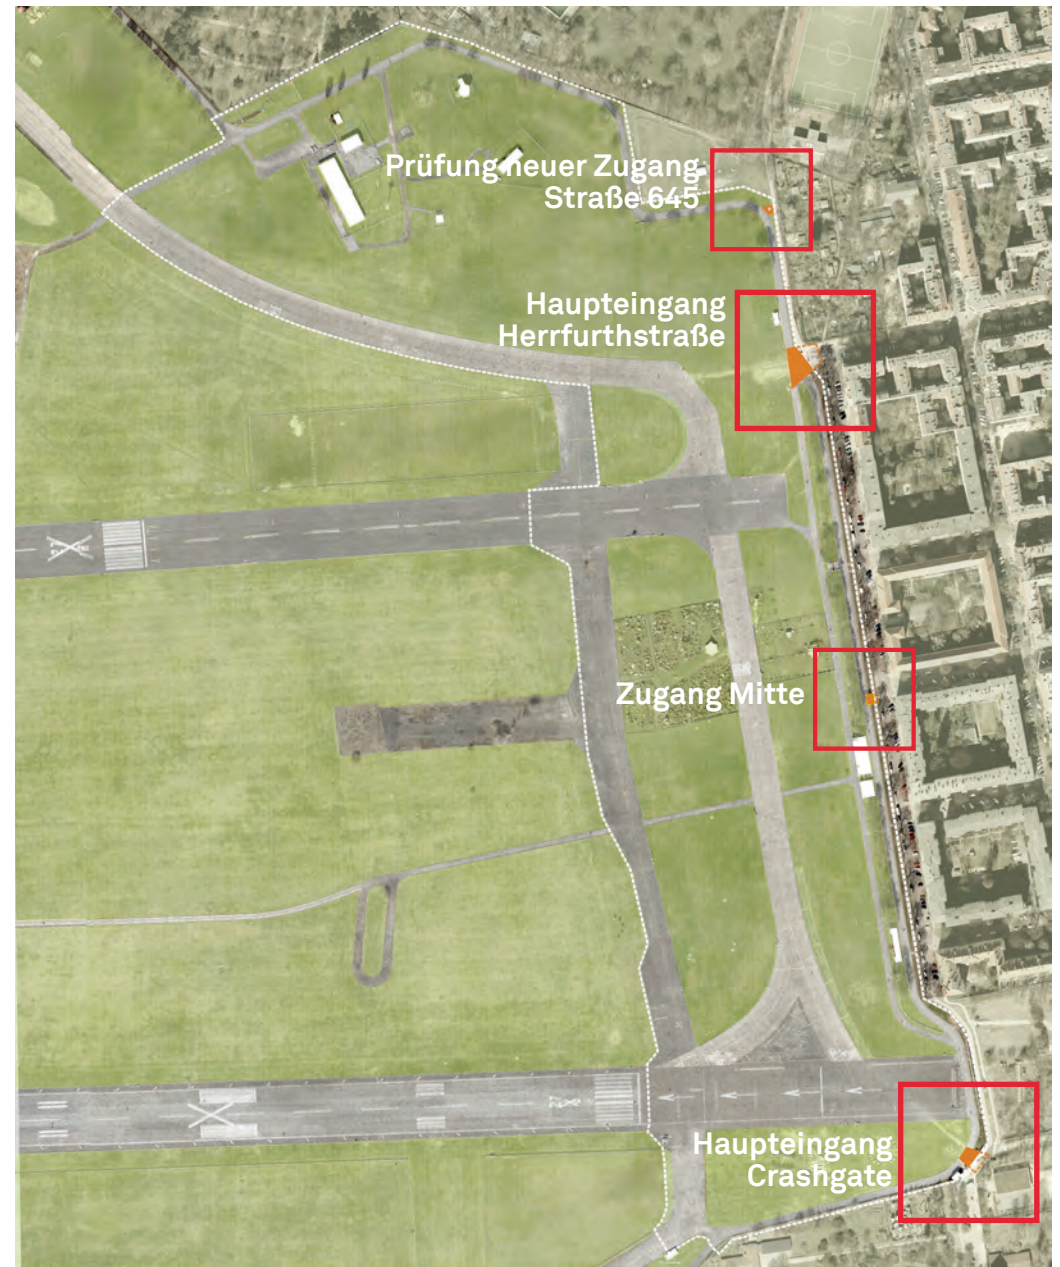 Prüfung neuer Zugang
Straße 645
Haupteingang
Herrfurthstraße
Zugang Mitte
Haupteingang
Crashgate